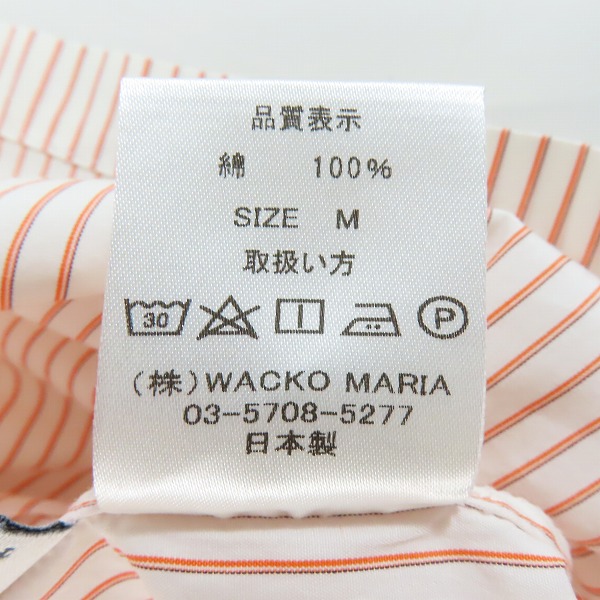 品質表示
綿 100%
SIZE M
取扱い方
30 P
(株)WACKO MARIA
03-5708-5277
日本製